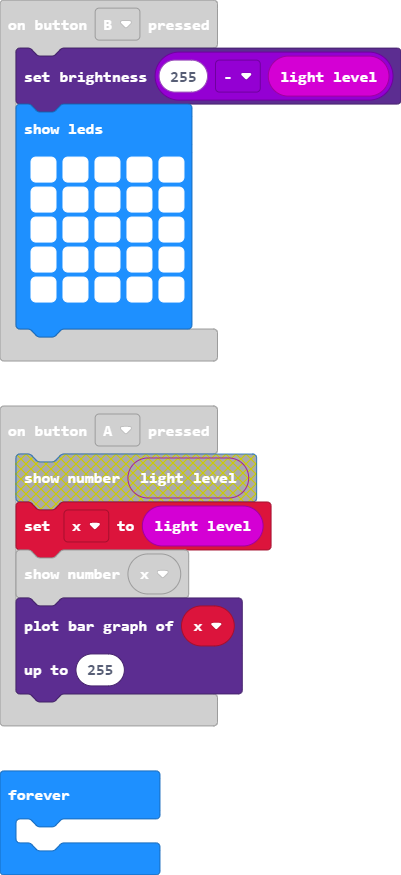 on button B pressed
set brightness 255 - light level
show leds
on button A pressed
show number light level
set x to light level
show number x
plot bar graph of x
up to 255
forever